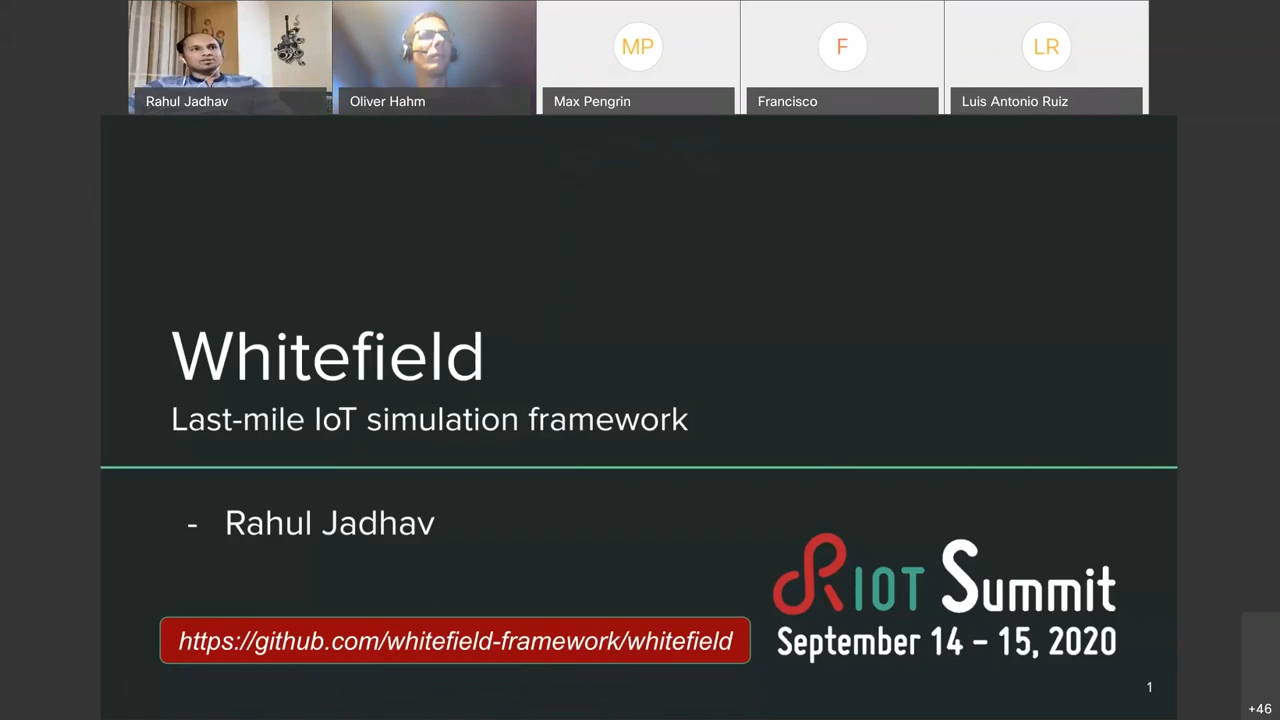 MP
F
LR
Rahul Jadhav
Oliver Hahm
Max Pengrin
Francisco
Luis Antonio Ruiz
Whitefield
Last-mile IoT simulation framework
- Rahul Jadhav
RIOT Summit
September 14 – 15, 2020
https://github.com/whitefield-framework/whitefield
1
+46